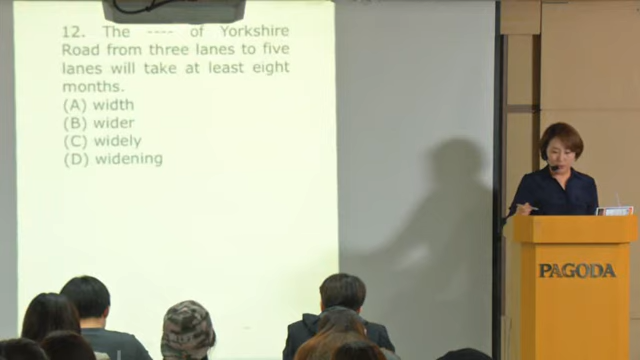 12. The ---- of Yorkshire
Road from three lanes to five
lanes will take at least eight
months.
(A) width
(B) wider
(C) widely
(D) widening
PAGODA